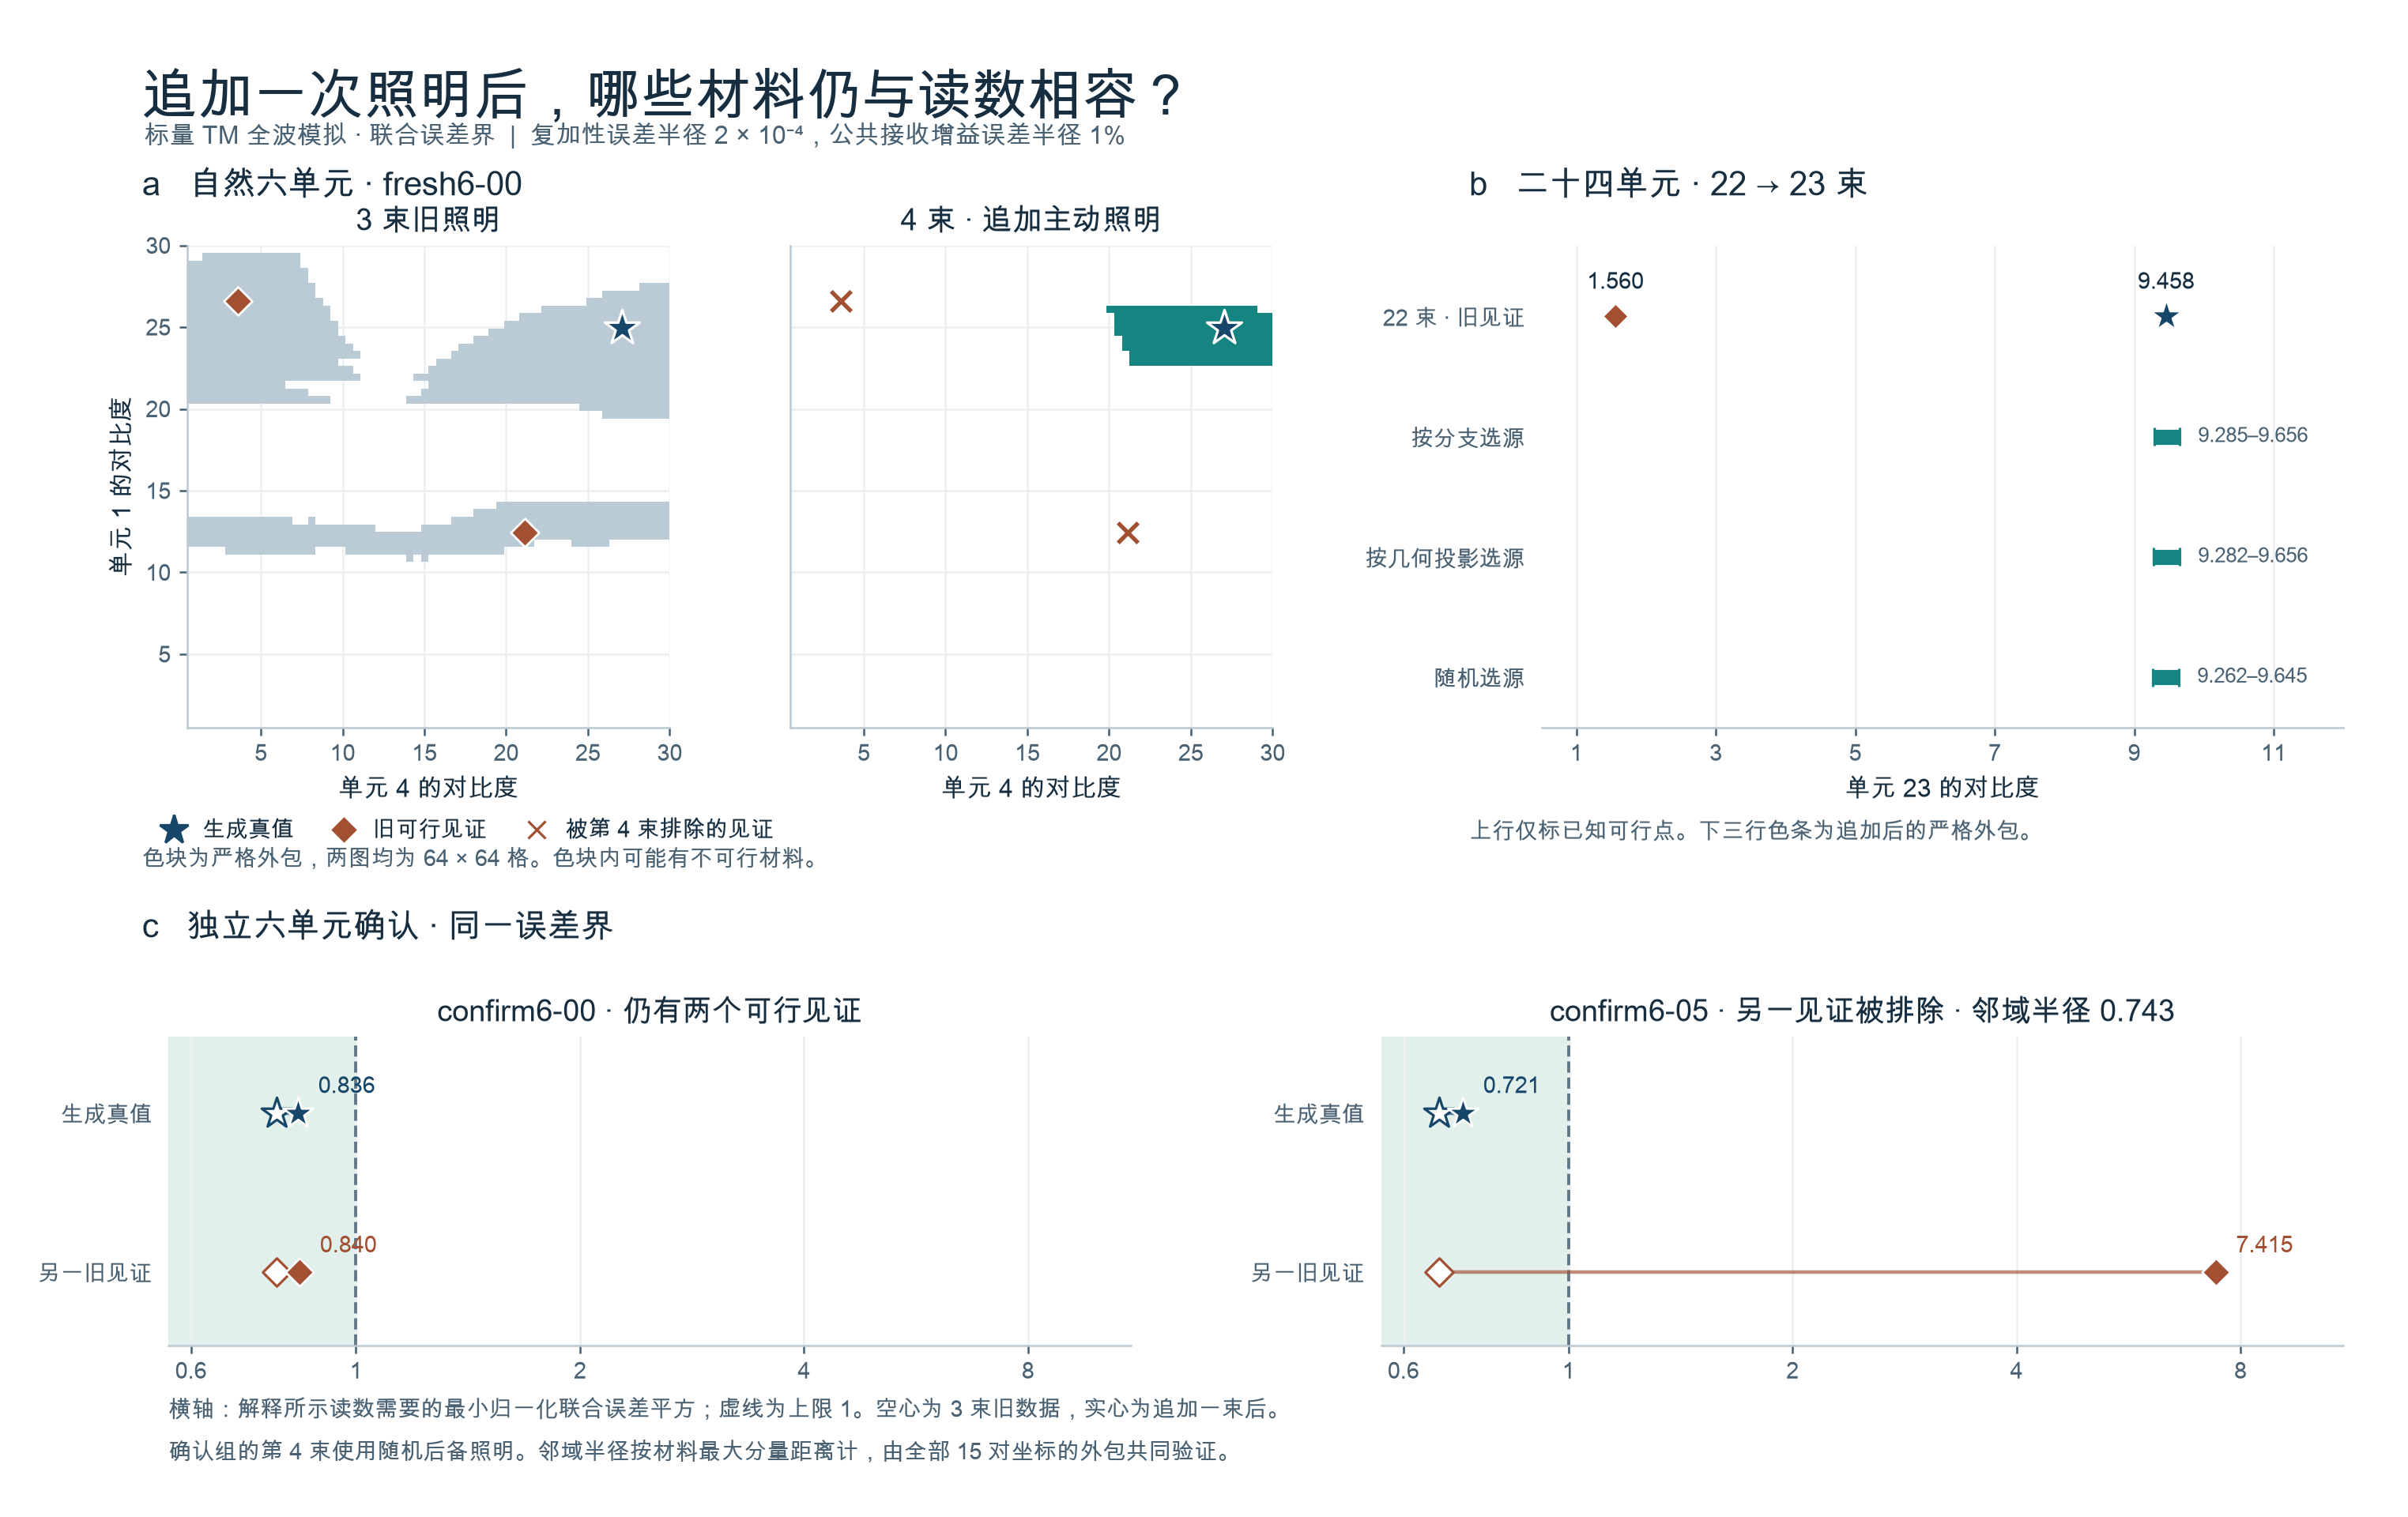 追加一次照明后，哪些材料仍与读数相容？
标量 TM 全波模拟 · 联合误差界 | 复加性误差半径 2 × 10⁻⁴，公共接收增益误差半径 1%
a 自然六单元 · fresh6-00
3 束旧照明
30
25
20
15
10
5
单元 1 的对比度
5 10 15 20 25 30
单元 4 的对比度
4 束 · 追加主动照明
5 10 15 20 25 30
单元 4 的对比度
生成真值 旧可行见证 被第 4 束排除的见证
色块为严格外包，两图均为 64 × 64 格。色块内可能有不可行材料。
b 二十四单元 · 22 → 23 束
1.560 9.458
22 束 · 旧见证
按分支选源 9.285–9.656
按几何投影选源 9.282–9.656
随机选源 9.262–9.645
1 3 5 7 9 11
单元 23 的对比度
上行仅标已知可行点。下三行色条为追加后的严格外包。
c 独立六单元确认 · 同一误差界
confirm6-00 · 仍有两个可行见证
0.836
生成真值
0.840
另一旧见证
0.6 1 2 4 8
confirm6-05 · 另一见证被排除 · 邻域半径 0.743
0.721
生成真值
7.415
另一旧见证
0.6 1 2 4 8
横轴：解释所示读数需要的最小归一化联合误差平方；虚线为上限 1。空心为 3 束旧数据，实心为追加一束后。
确认组的第 4 束使用随机后备照明。邻域半径按材料最大分量距离计，由全部 15 对坐标的外包共同验证。